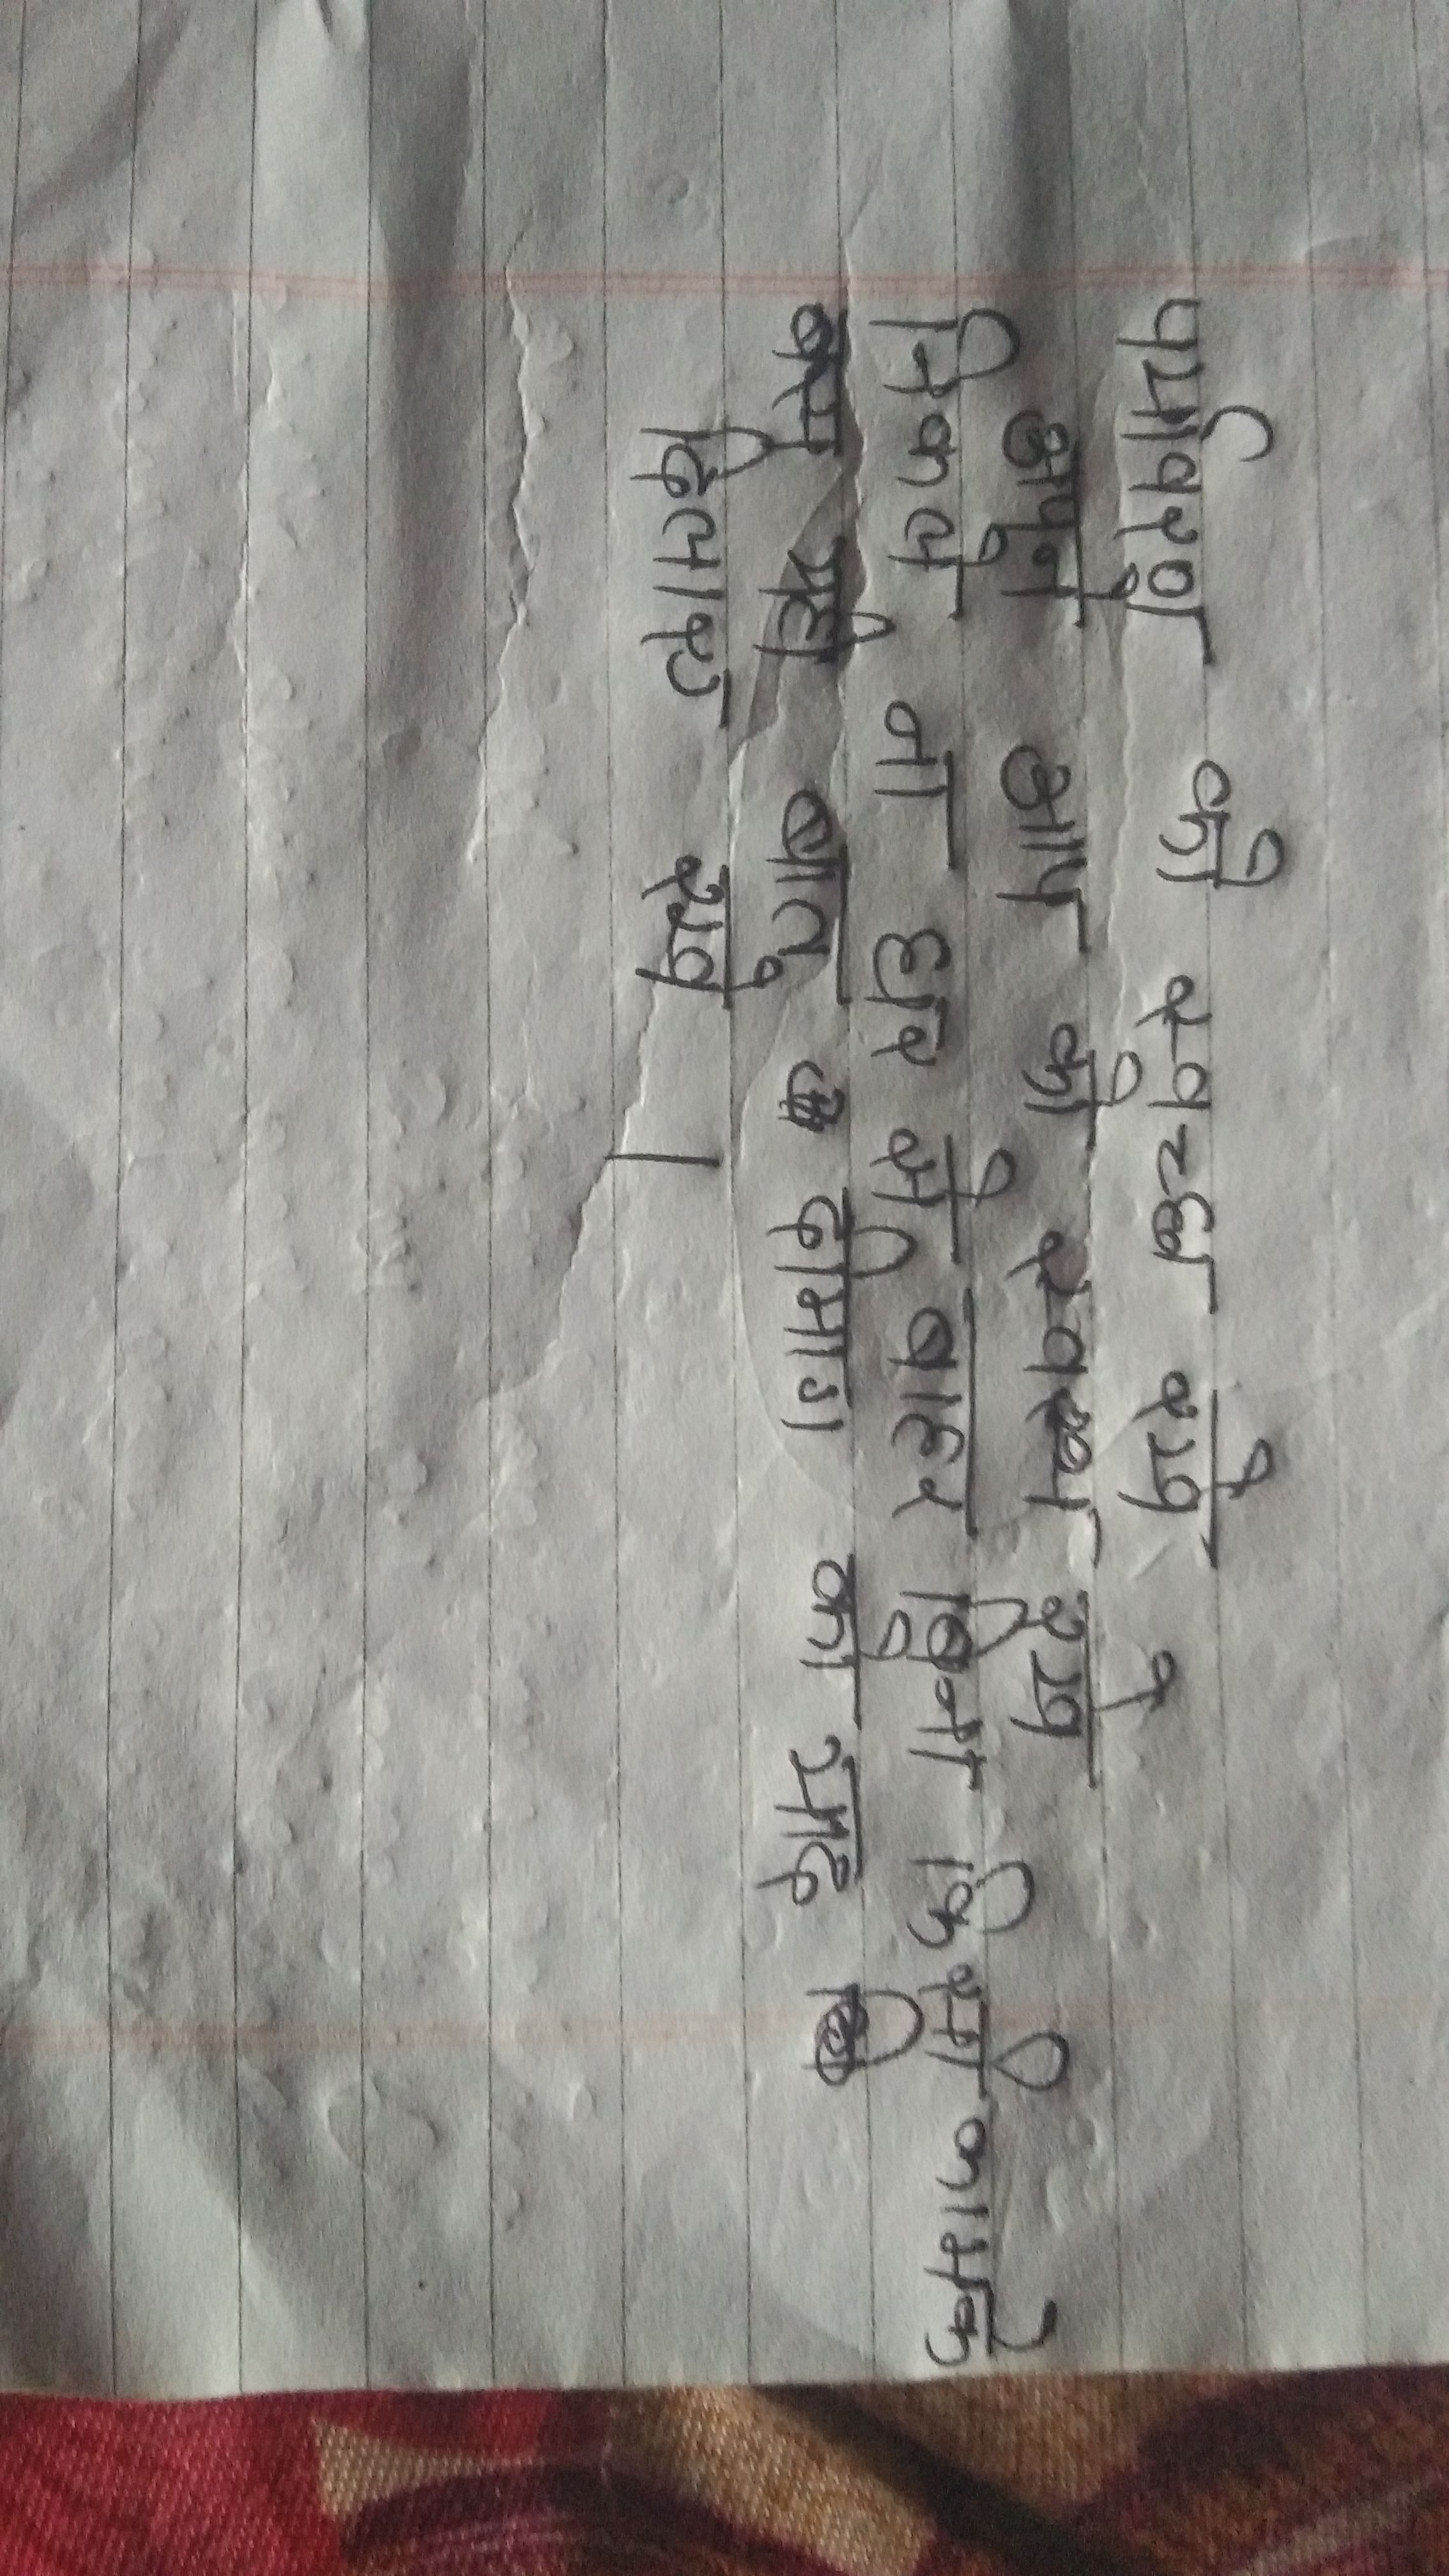 पर्यावरण को स्वच्छ रखे
अपने आप को स्वस्थ रखे
निकले ना घर से बाहर बिना किसी काम के
बस यही बाते दीमाग को याद
दिलाए रखे ।